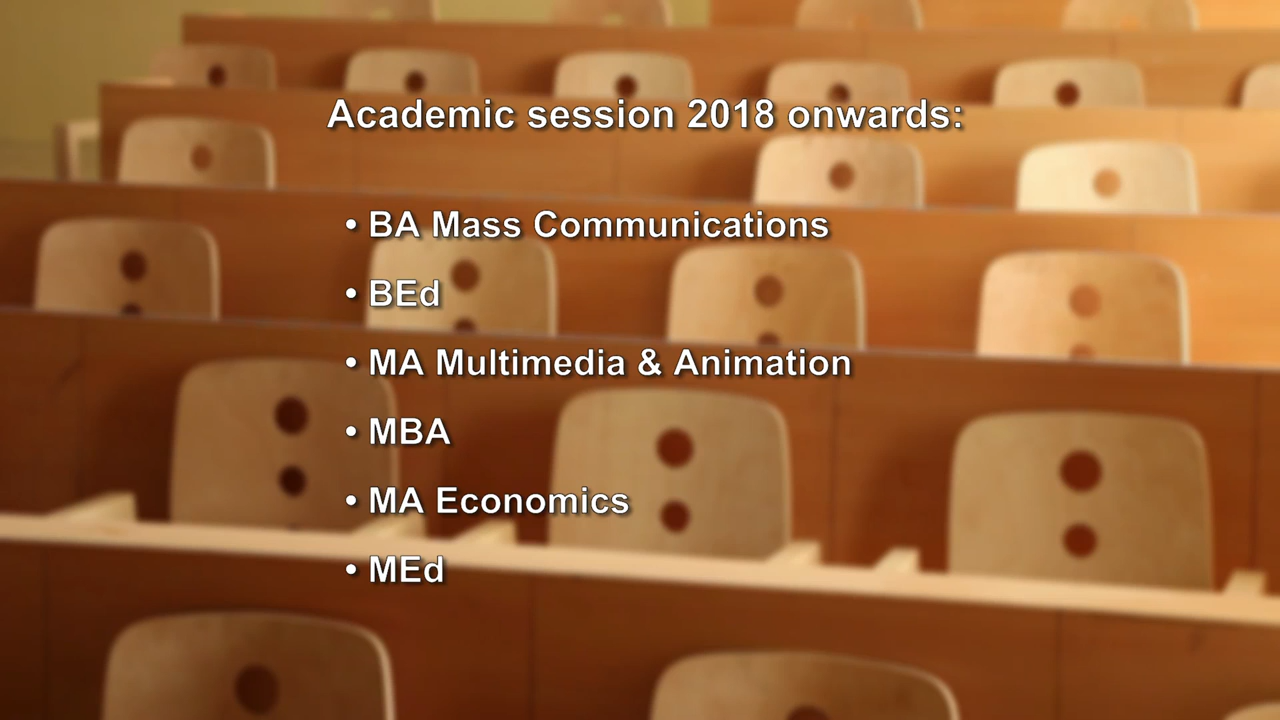 Academic session 2018 onwards:
• BA Mass Communications
• BEd
• MA Multimedia & Animation
• MBA
• MA Economics
• MEd